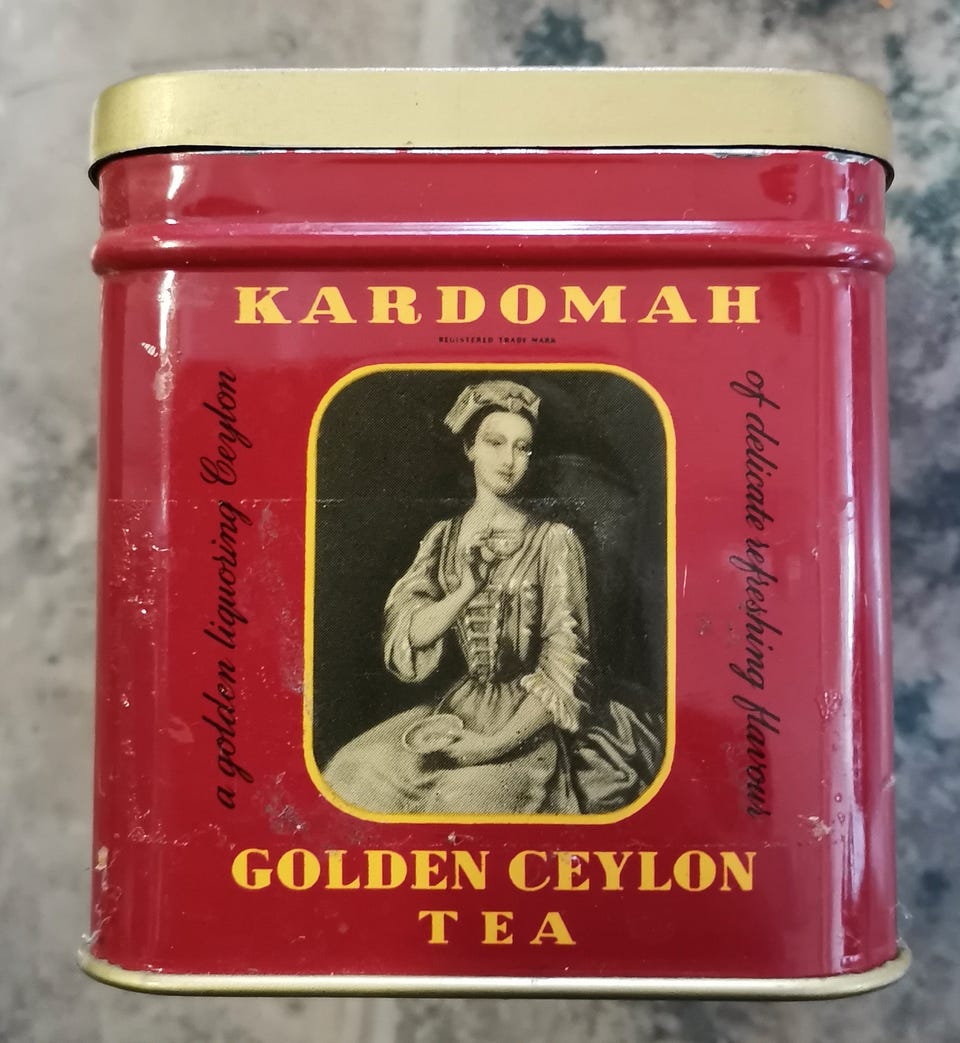 KARDOMAH
REGISTERED TRADE MARK
a golden liquoring Ceylon
of delicate refreshing flavour
GOLDEN CEYLON
TEA